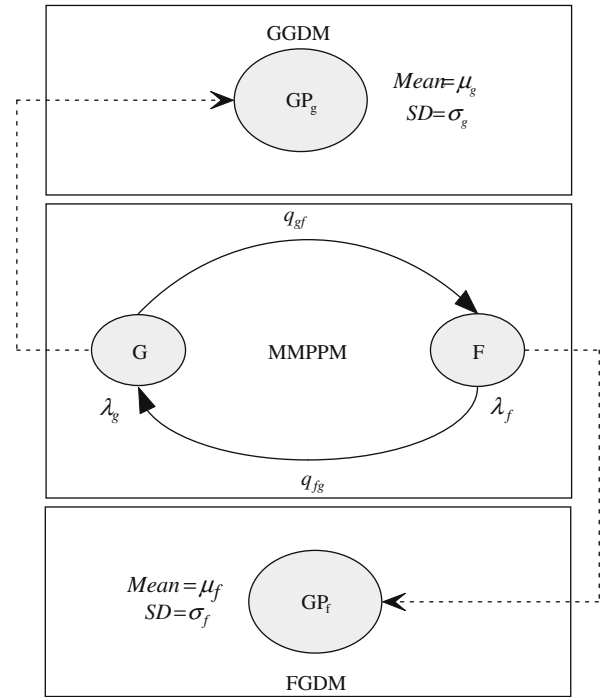 GGDM
GP_g
Mean=μ_g
SD=σ_g
q_gf
G
MMPPM
F
λ_g
λ_f
q_fg
Mean=μ_f
SD=σ_f
GP_f
FGDM